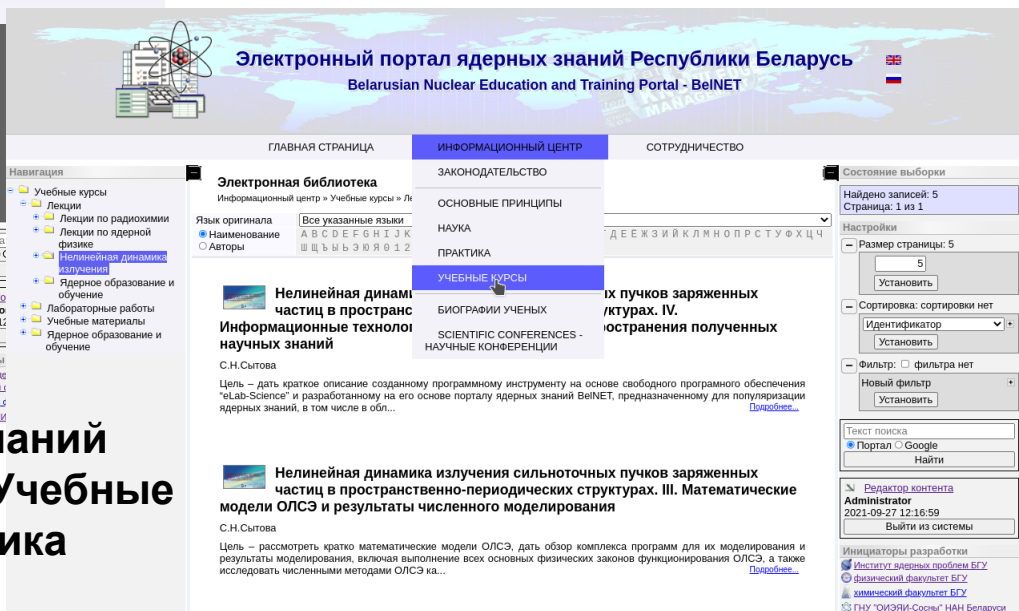 Электронный портал ядерных знаний Республики Беларусь
Belarusian Nuclear Education and Training Portal - BelNET
ГЛАВНАЯ СТРАНИЦА
ИНФОРМАЦИОННЫЙ ЦЕНТР
СОТРУДНИЧЕСТВО
ЗАКОНОДАТЕЛЬСТВО
ОСНОВНЫЕ ПРИНЦИПЫ
НАУКА
ПРАКТИКА
УЧЕБНЫЕ КУРСЫ
БИОГРАФИИ УЧЕНЫХ
SCIENTIFIC CONFERENCES -
НАУЧНЫЕ КОНФЕРЕНЦИИ
Навигация
Учебные курсы
Лекции
Лекции по радиохимии
Лекции по ядерной
физике
Нелинейная динамика
излучения
Ядерное образование и
обучение
Лабораторные работы
Учебные материалы
Ядерное образование и
обучение
Учебные
Электронная библиотека
Информационный центр » Учебные курсы »
Язык оригинала
Все указанные языки
Наименование
A B C D E F G H I J K
Д Е Ё Ж З И Й К Л М Н О П Р С Т У Ф Х Ц Ч
Авторы
Ш Щ Ъ Ы Ь Э Ю Я 0 1 2
Нелинейная пучков заряженных
частиц в IV.
Информационные полученных
научных знаний
С.Н.Сытова
Цель – дать краткое описание созданному программному инструменту на основе свободного програмного обеспечения
“eLab-Science” и разработанному на его основе порталу ядерных знаний BelNET, предназначенному для популяризации
ядерных знаний, в том числе в обл...
Подробнее...
Нелинейная динамика излучения сильноточных пучков заряженных
частиц в пространственно-периодических структурах. III. Математические
модели ОЛСЭ и результаты численного моделирования
С.Н.Сытова
Цель – рассмотреть кратко математические модели ОЛСЭ, дать обзор комплекса программ для их моделирования и
результаты моделирования, включая выполнение всех основных физических законов функционирования ОЛСЭ, а также
исследовать численными методами ОЛСЭ ка...
Подробнее...
Состояние выборки
Найдено записей: 5
Страница: 1 из 1
Настройки
Размер страницы: 5
5
Установить
Сортировка: сортировки нет
Идентификатор
Установить
Фильтр: фильтра нет
Новый фильтр
Установить
Текст поиска
Портал Google
Найти
Редактор контента
Administrator
2021-09-27 12:16:59
Выйти из системы
Инициаторы разработки
Институт ядерных проблем БГУ
физический факультет БГУ
химический факультет БГУ
ГНУ "ОИЭЯИ-Сосны" НАН Беларуси